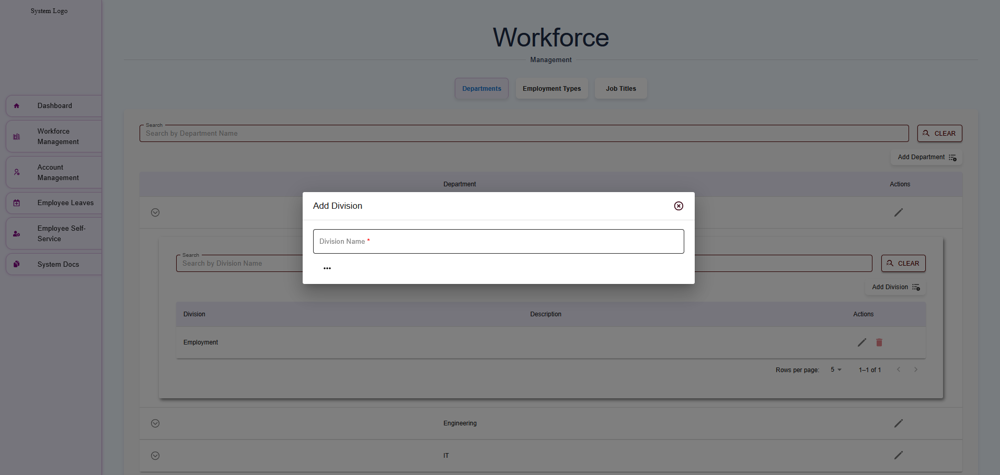 System Logo
Dashboard
Workforce
Management
Account
Management
Employee Leaves
Employee Self-
Service
System Docs
Workforce
Management
Departments
Employment Types
Job Titles
Search
Search by Department Name
CLEAR
Add Department
Department
Actions
Add Division
Division Name *
Search
Search by Division Name
CLEAR
Add Division
Division
Description
Actions
Employment
Rows per page:
5
1–1 of 1
Engineering
IT